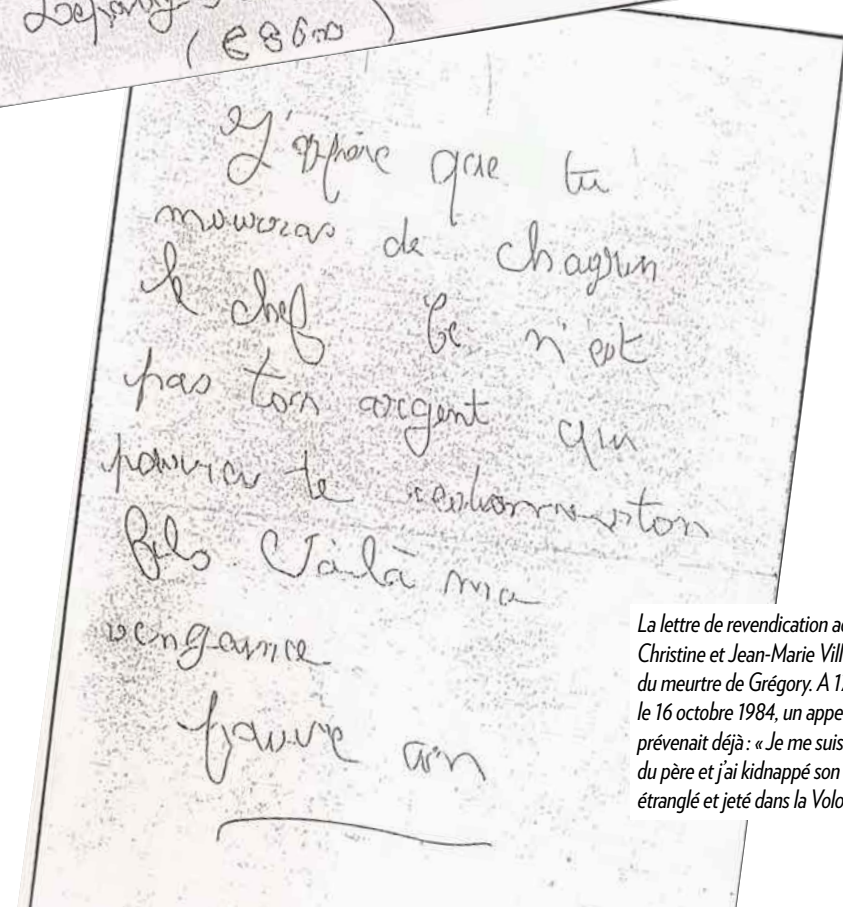 (88600)
J'espère que tu
mourras de chagrin
le chef Ce n'est
pas ton argent qui
pourra te redonner ton
fils Voilà ma
vengeance
pauvre con
La lettre de revendication
Christine et Jean-Marie Vill
du meurtre de Grégory. A
le 16 octobre 1984, un appe
prévenait déjà : « Je me suis
du père et j'ai kidnappé son
étranglé et jeté dans la Volo